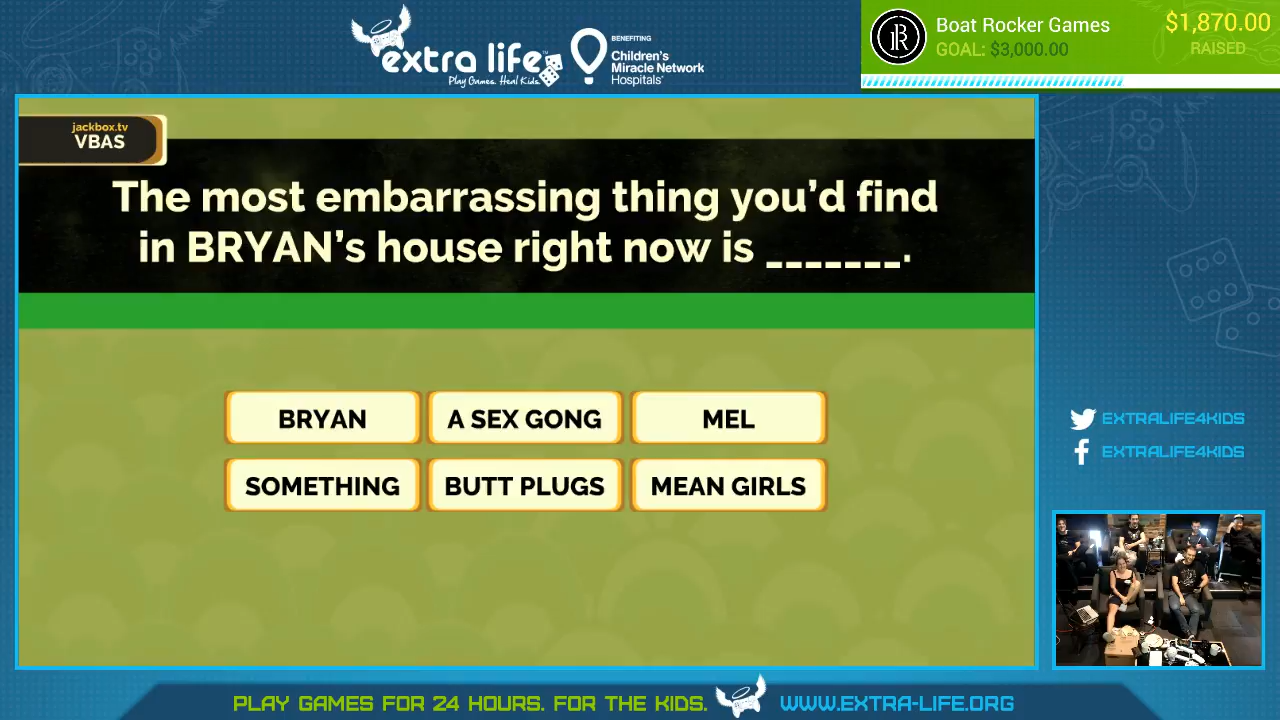 extra life
Play Games. Heal Kids.
BENEFITING
Children's
Miracle Network
Hospitals
Boat Rocker Games
GOAL: $3,000.00
$1,870.00
RAISED
jackbox.tv
VBAS
The most embarrassing thing you'd find
in BRYAN's house right now is _______.
BRYAN
A SEX GONG
MEL
SOMETHING
BUTT PLUGS
MEAN GIRLS
EXTRALIFE4KIDS
EXTRALIFE4KIDS
PLAY GAMES FOR 24 HOURS. FOR THE KIDS.
WWW.EXTRA-LIFE.ORG